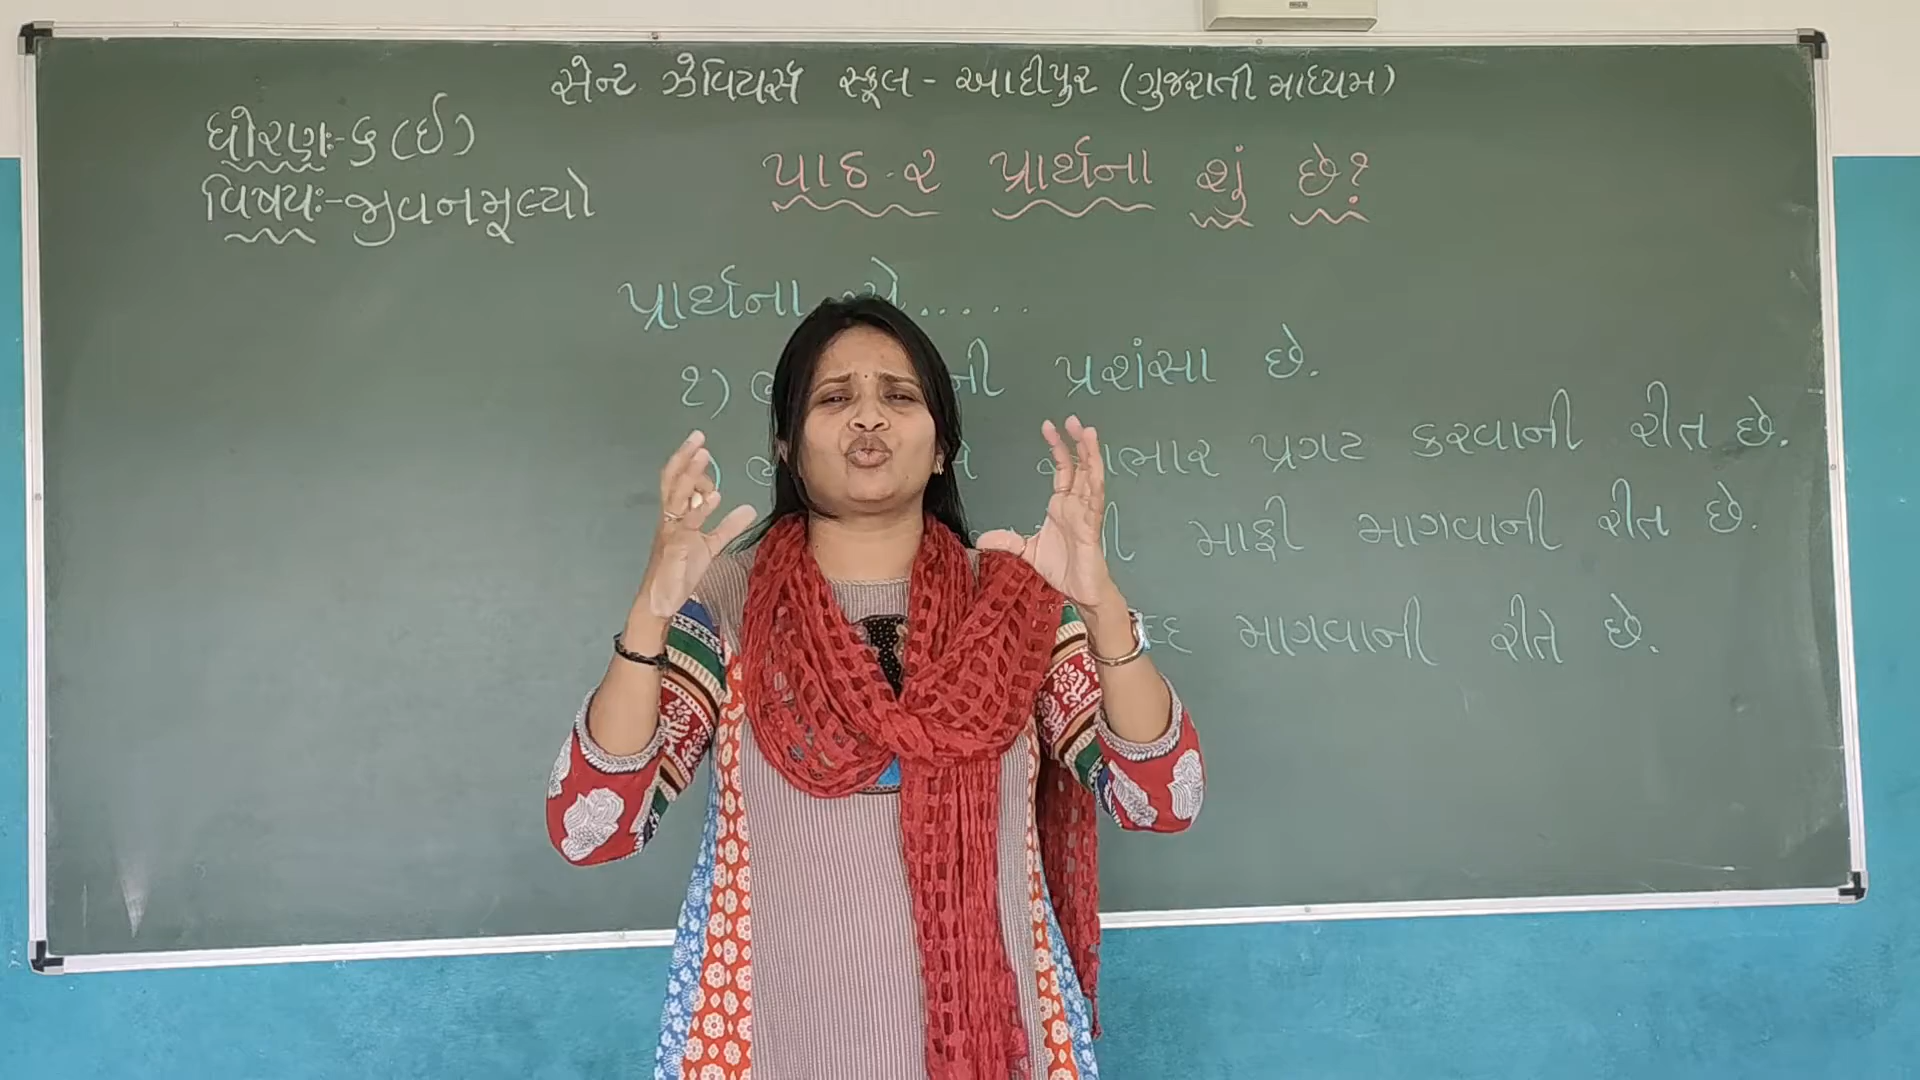 સેન્ટ ઝેવિયર્સ સ્કૂલ - આદીપુર (ગુજરાતી માધ્યમ)
ધોરણઃ- ૬ (ઈ)
વિષયઃ- જીવનમૂલ્યો
પાઠ-૨ પ્રાર્થના શું છે?
પ્રાર્થના .....
૧) પ્રશંસા છે.
આભાર પ્રગટ કરવાની રીત છે.
માફી માગવાની રીત છે.
માગવાની રીત છે.